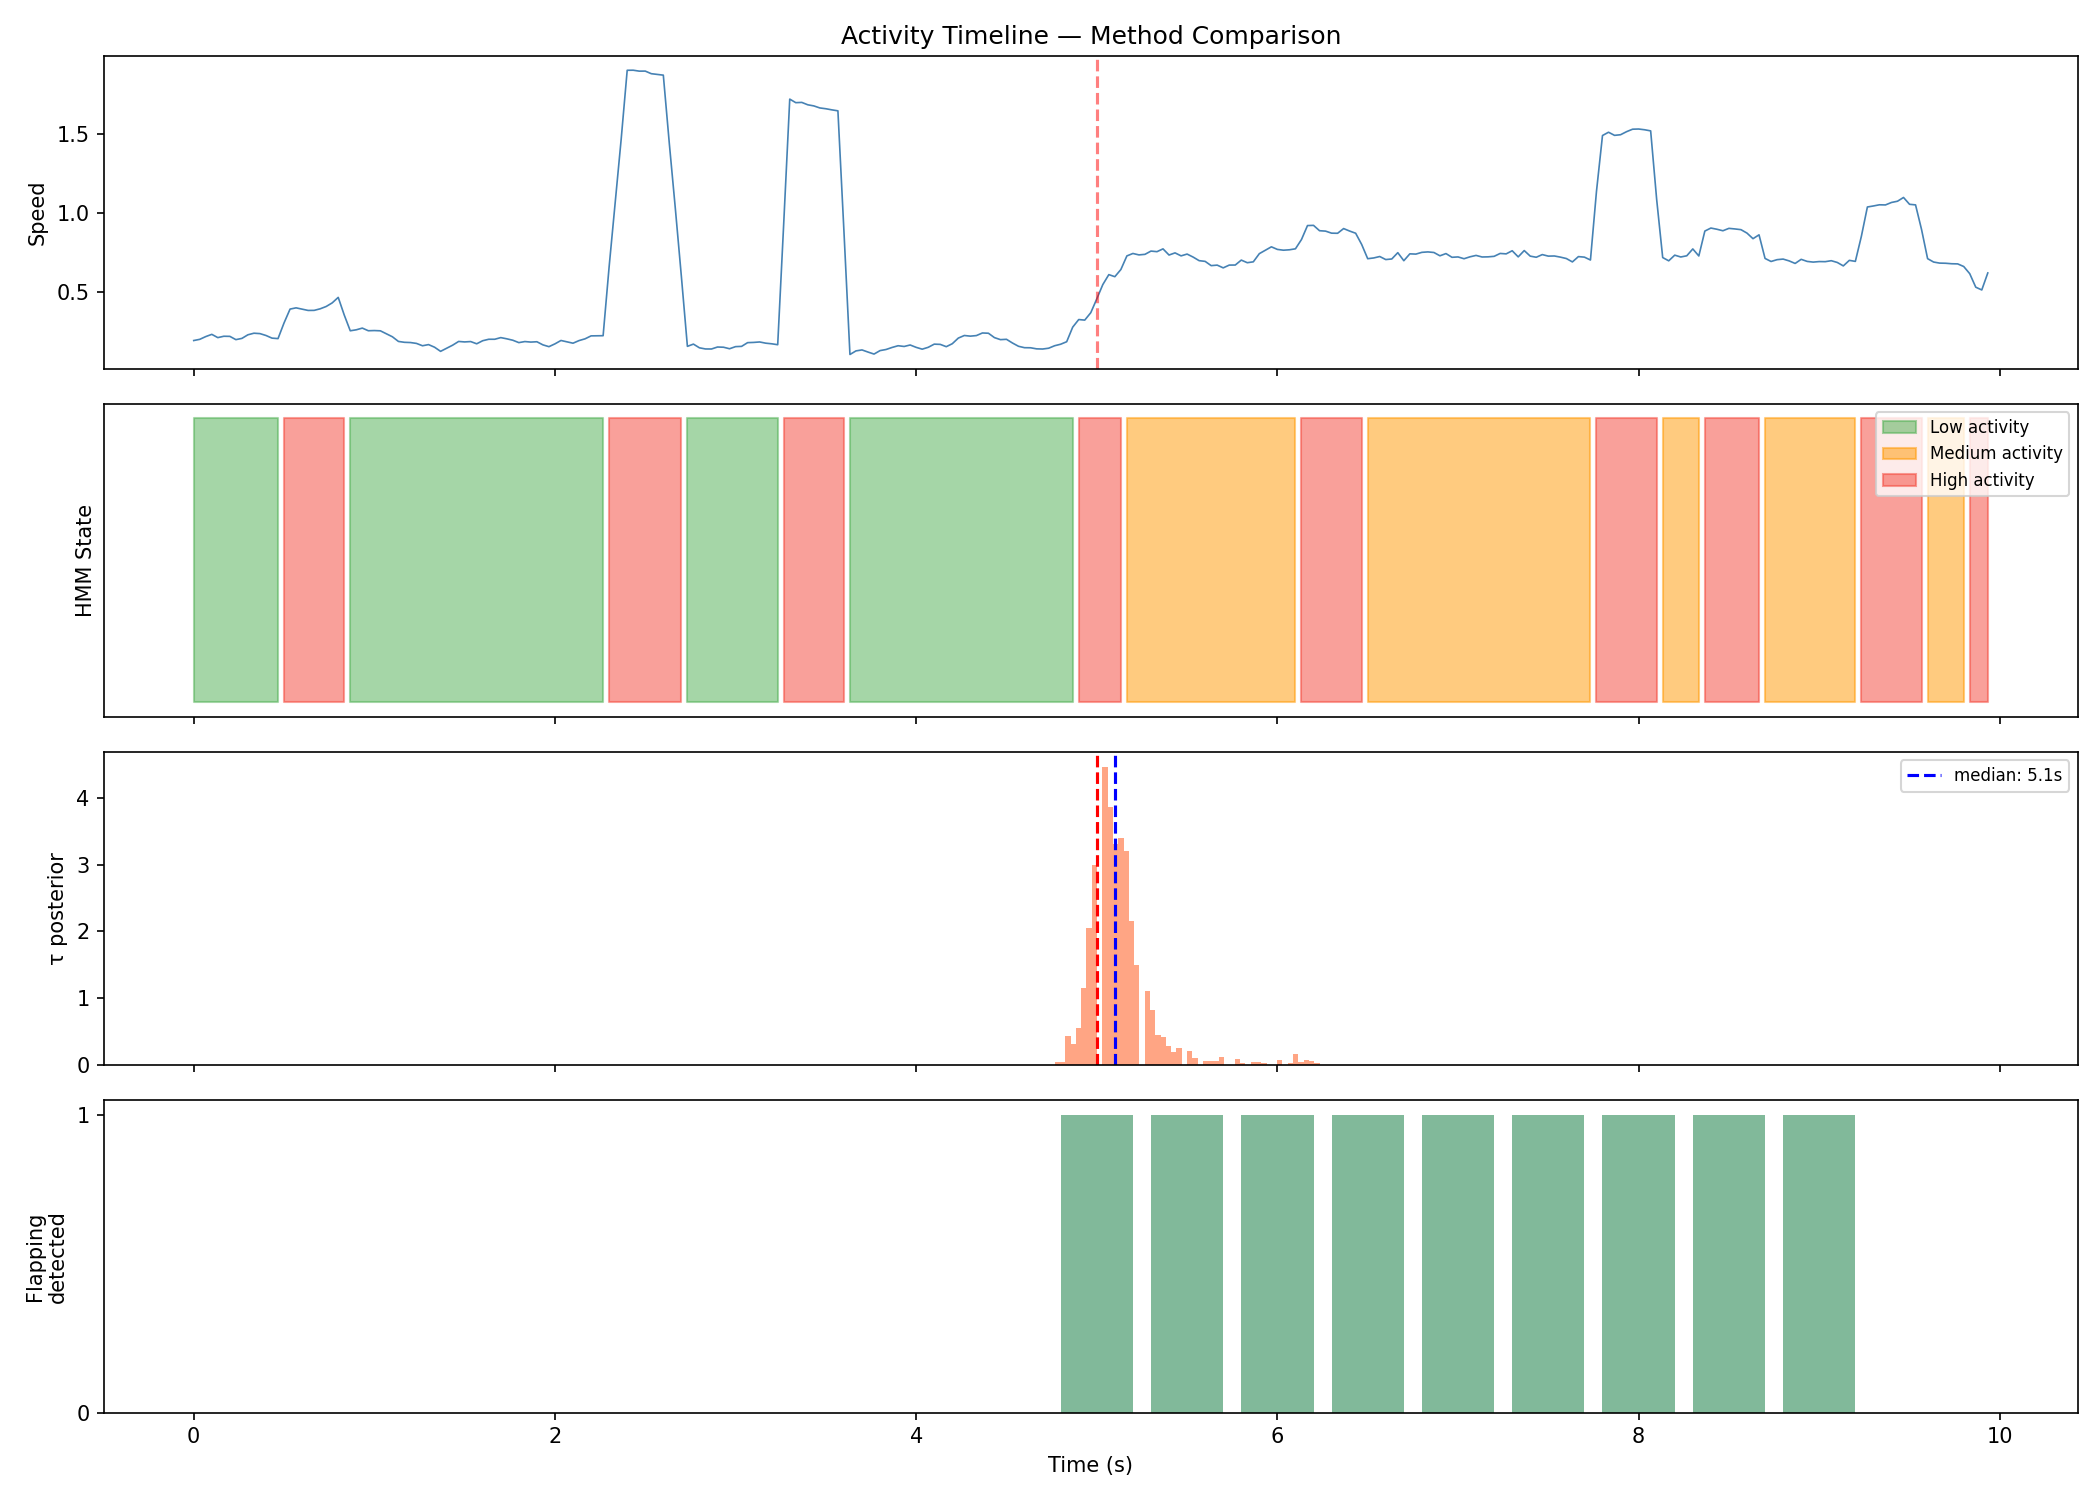 Activity Timeline — Method Comparison
Speed
1.5
1.0
0.5
HMM State
Low activity
Medium activity
High activity
τ posterior
4
3
2
1
0
median: 5.1s
Flapping
detected
1
0
0 2 4 6 8 10
Time (s)